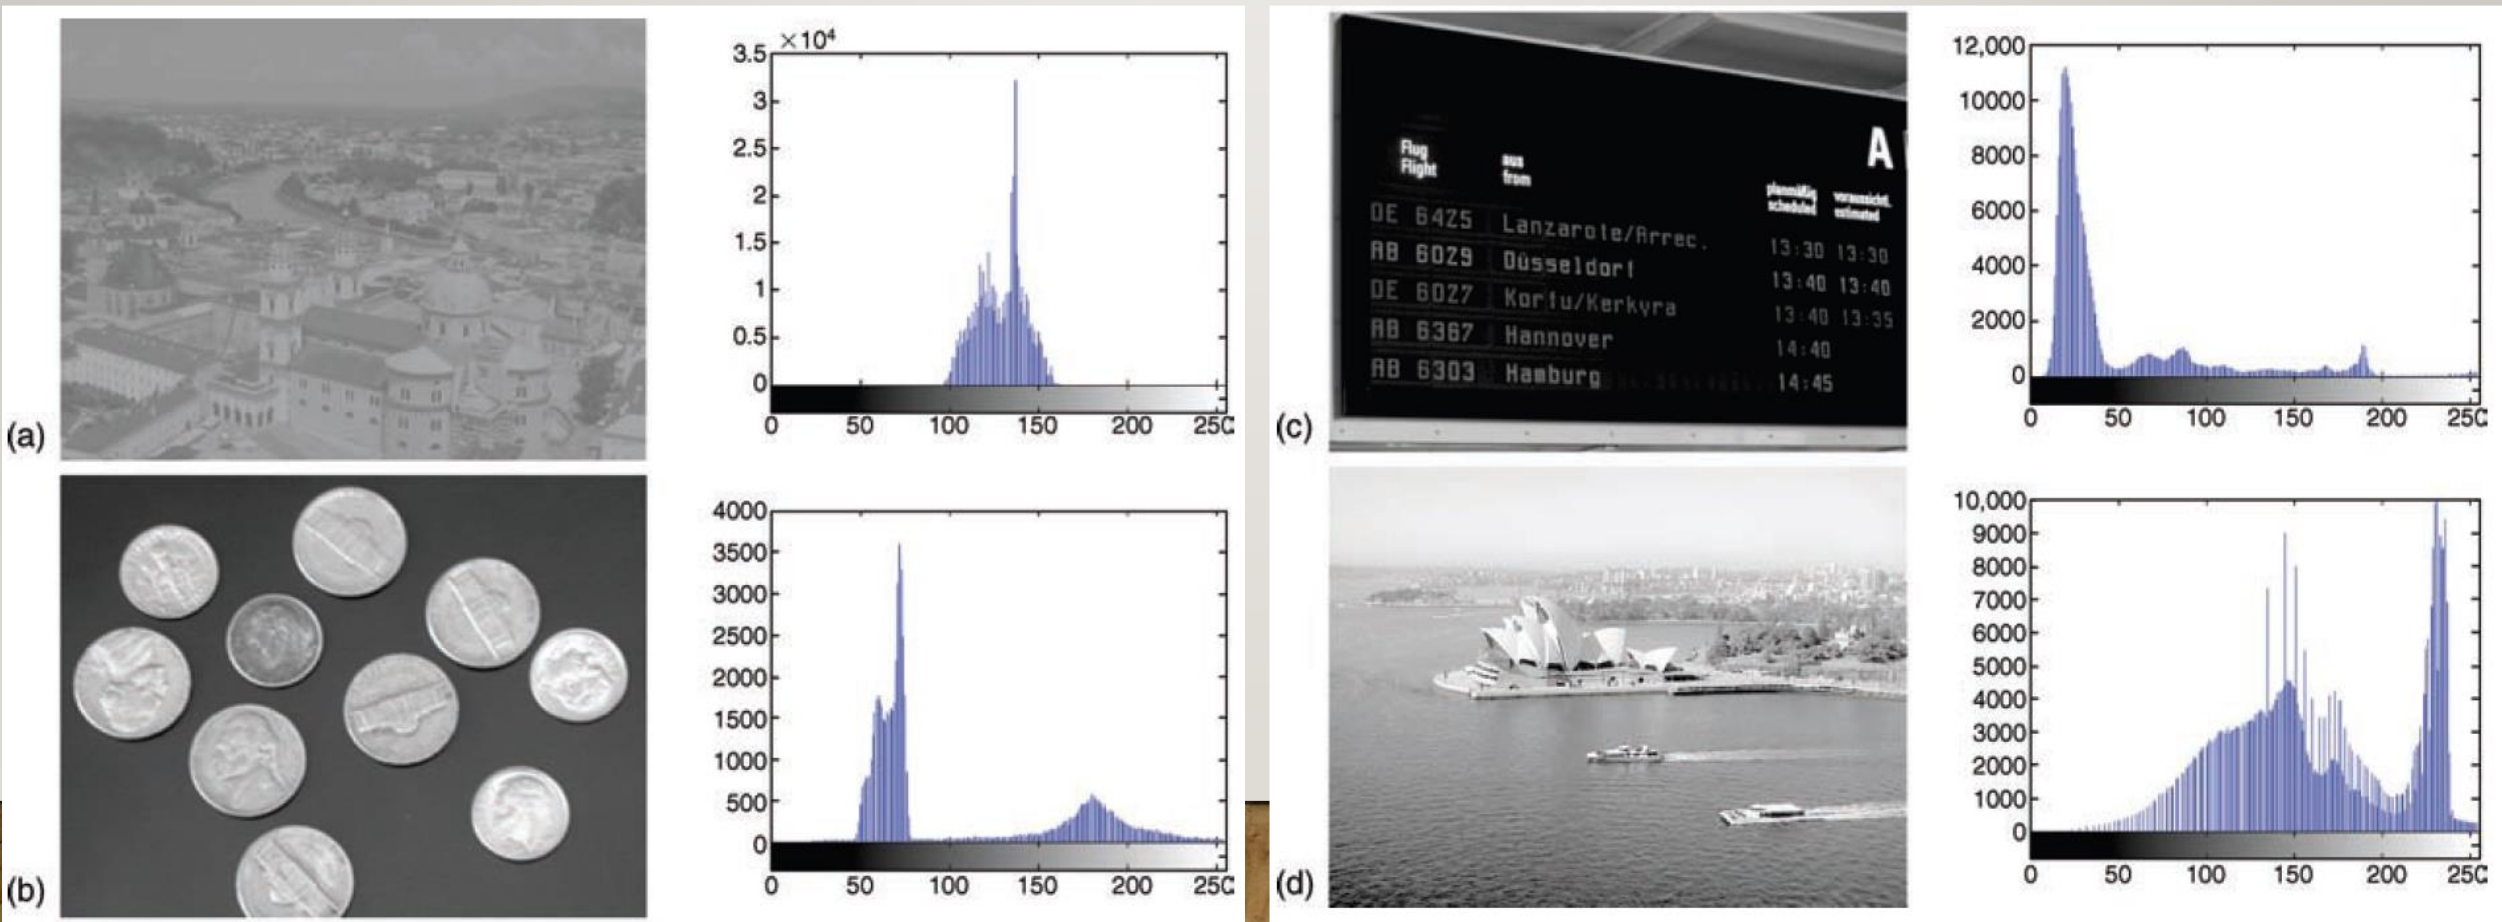 ×10⁴
3.5
3
2.5
2
1.5
1
0.5
0
0 50 100 150 200 250
(a)
4000
3500
3000
2500
2000
1500
1000
500
0
0 50 100 150 200 250
(b)
A
Flug
Flight
aus
from
planmäßig
scheduled
voraussichtl.
estimated
DE 6425 Lanzarote/Arrec. 13:30 13:30
AB 6029 Düsseldorf 13:40 13:40
DE 6027 Korfu/Kerkyra 13:40 13:35
AB 6367 Hannover 14:40
AB 6303 Hamburg 14:45
12,000
10000
8000
6000
4000
2000
0
0 50 100 150 200 250
(c)
10,000
9000
8000
7000
6000
5000
4000
3000
2000
1000
0
0 50 100 150 200 250
(d)